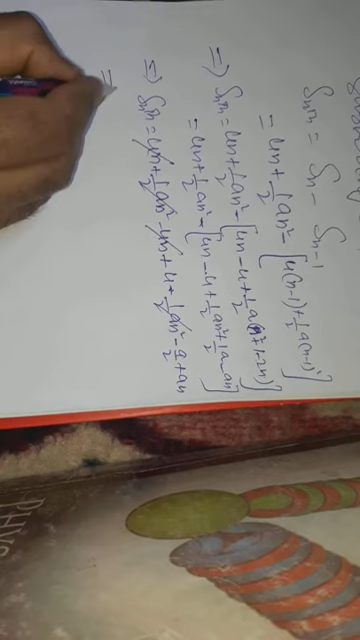 Snth = Sn - Sn-1
= un + 1/2 an² - [u(n-1) + 1/2 a(n-1)²]
=) Snth = un + 1/2 an² - [un - u + 1/2 a(n²+1-2n)]
= un + 1/2 an² - [un - u + 1/2 an² + 1/2 a - an]
=) Snth = un + 1/2 an² - un + u - 1/2 an² - a/2 + an
=